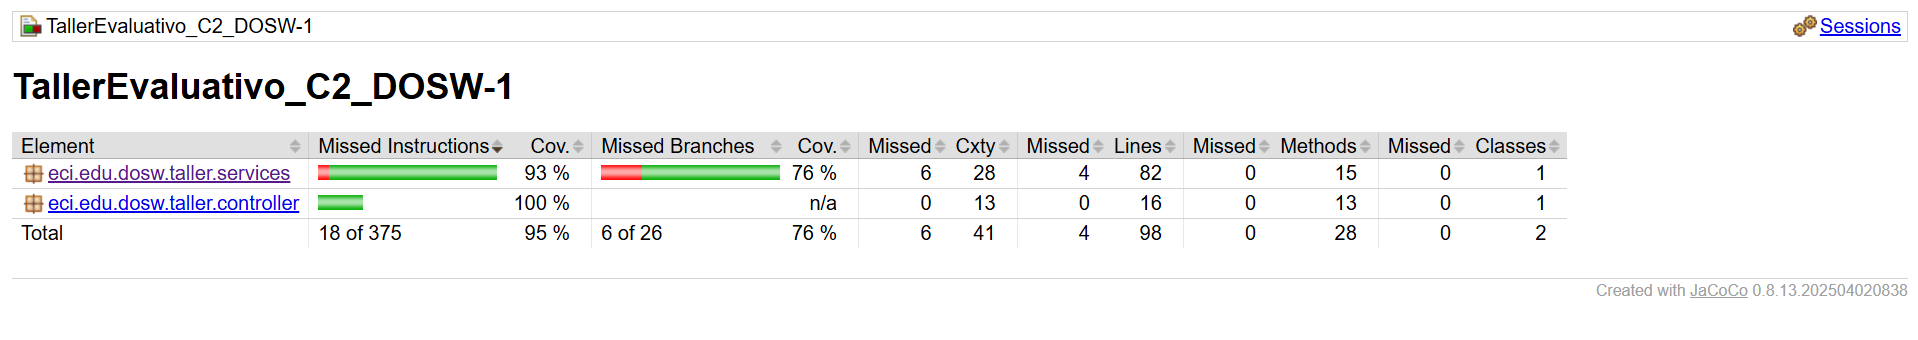 TallerEvaluativo_C2_DOSW-1 Sessions
TallerEvaluativo_C2_DOSW-1
Element Missed Instructions Cov. Missed Branches Cov. Missed Cxty Missed Lines Missed Methods Missed Classes
eci.edu.dosw.taller.services 93 % 76 % 6 28 4 82 0 15 0 1
eci.edu.dosw.taller.controller 100 % n/a 0 13 0 16 0 13 0 1
Total 18 of 375 95 % 6 of 26 76 % 6 41 4 98 0 28 0 2
Created with JaCoCo 0.8.13.202504020838